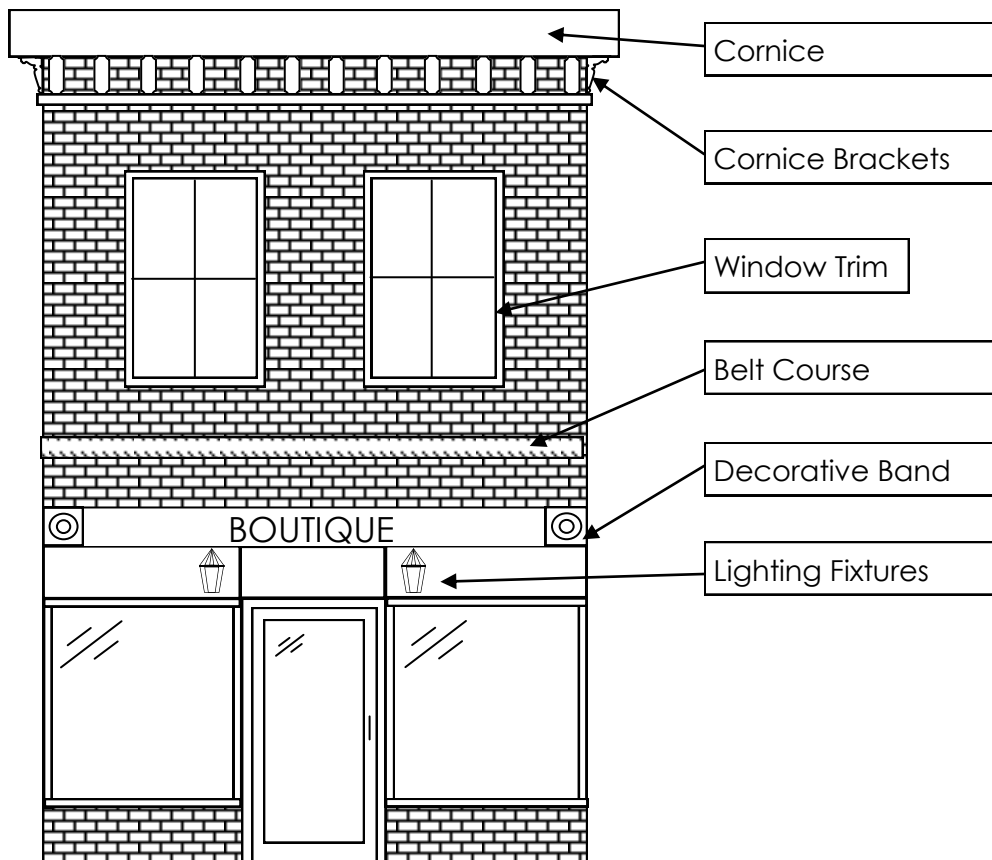 Cornice
Cornice Brackets
Window Trim
Belt Course
Decorative Band
BOUTIQUE
Lighting Fixtures